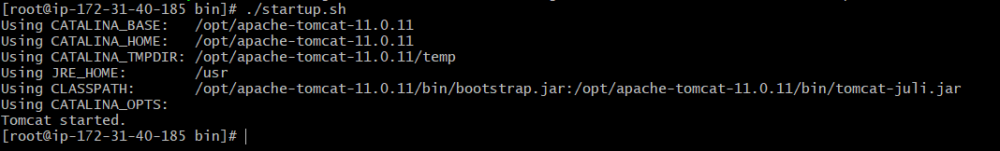 [root@ip-172-31-40-185 bin]# ./startup.sh
Using CATALINA_BASE:   /opt/apache-tomcat-11.0.11
Using CATALINA_HOME:   /opt/apache-tomcat-11.0.11
Using CATALINA_TMPDIR: /opt/apache-tomcat-11.0.11/temp
Using JRE_HOME:        /usr
Using CLASSPATH:       /opt/apache-tomcat-11.0.11/bin/bootstrap.jar:/opt/apache-tomcat-11.0.11/bin/tomcat-juli.jar
Using CATALINA_OPTS:
Tomcat started.
[root@ip-172-31-40-185 bin]#